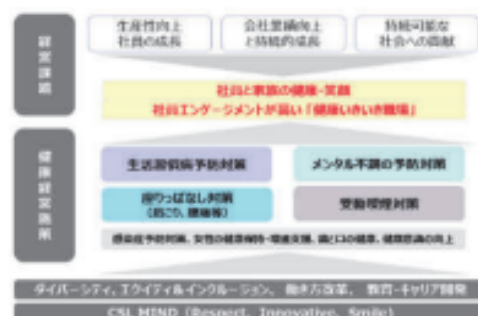 経営課題
生産性向上
社員の成長
会社業績向上
と持続的成長
持続可能な
社会への貢献
社員と家族の健康・笑顔
社員エンゲージメントが高い「健康いきいき職場」
健康経営施策
生活習慣病予防対策
メンタル不調の予防対策
座りっぱなし対策
(肩こり、腰痛等)
受動喫煙対策
感染症予防対策、女性の健康保持・増進支援、歯と口の健康、健康意識の向上
ダイバーシティ, エクイティ&インクルージョン、働き方改革、教育・キャリア開発
CSL MIND (Respect, Innovative, Smile)